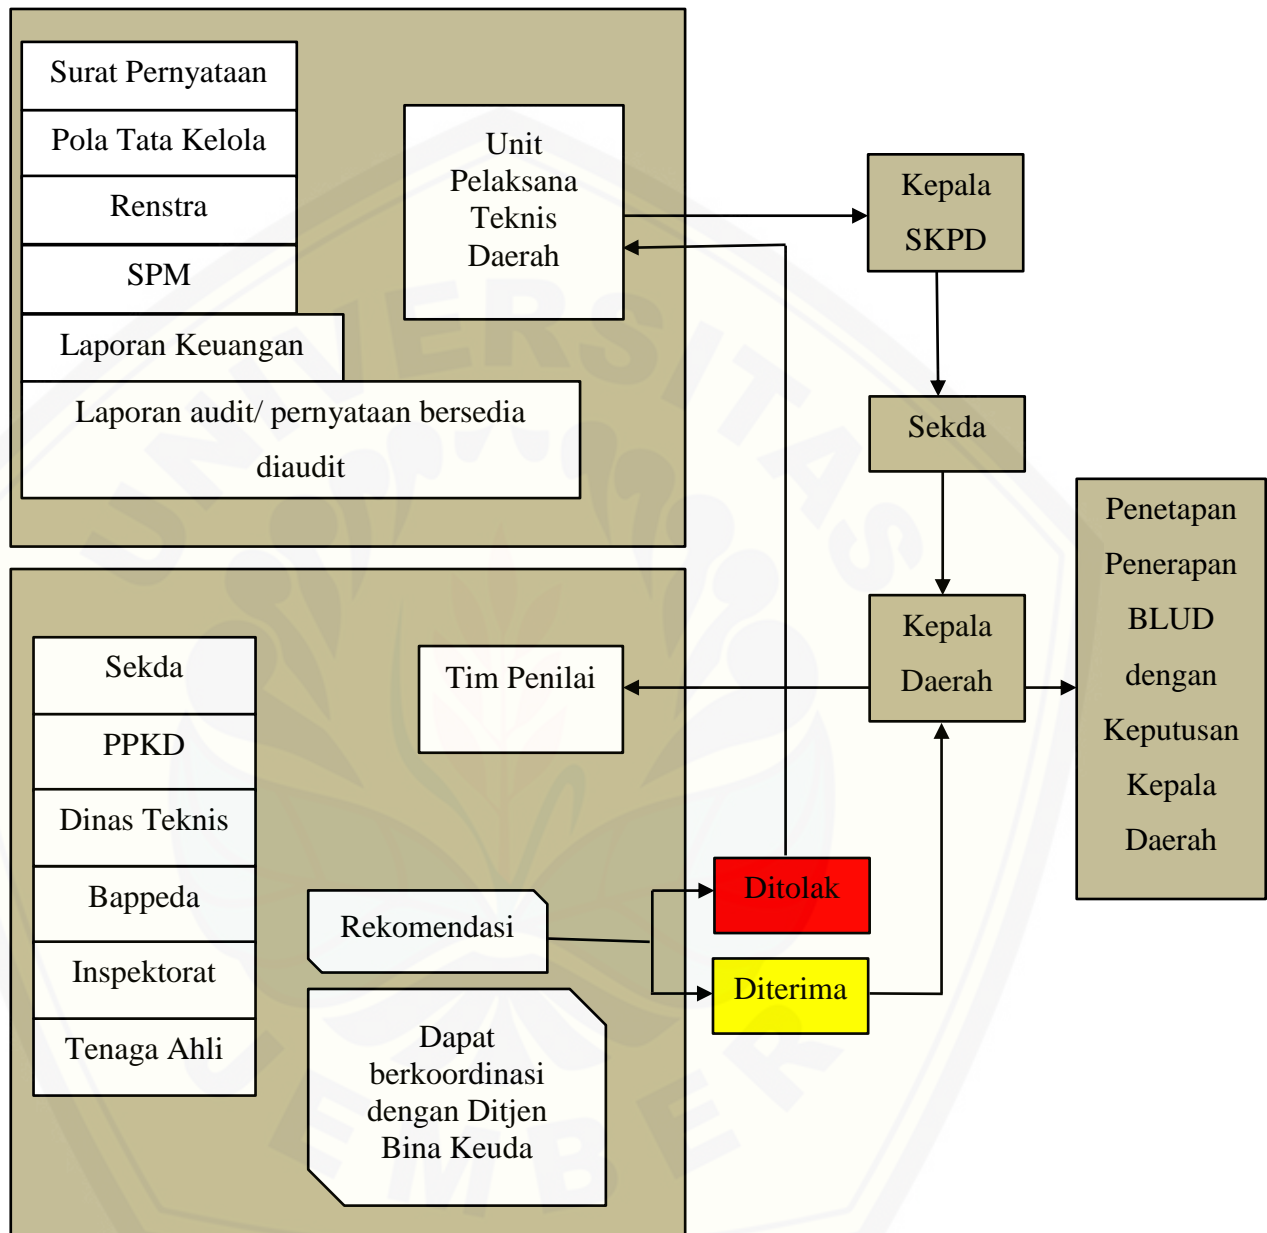 Surat Pernyataan
Pola Tata Kelola
Renstra
SPM
Laporan Keuangan
Laporan audit/ pernyataan bersedia
diaudit
Unit
Pelaksana
Teknis
Daerah
Kepala
SKPD
Sekda
Kepala
Daerah
Penetapan
Penerapan
BLUD
dengan
Keputusan
Kepala
Daerah
Sekda
PPKD
Dinas Teknis
Bappeda
Inspektorat
Tenaga Ahli
Tim Penilai
Rekomendasi
Dapat
berkoordinasi
dengan Ditjen
Bina Keuda
Ditolak
Diterima
UNIVERSITAS
JEMBER